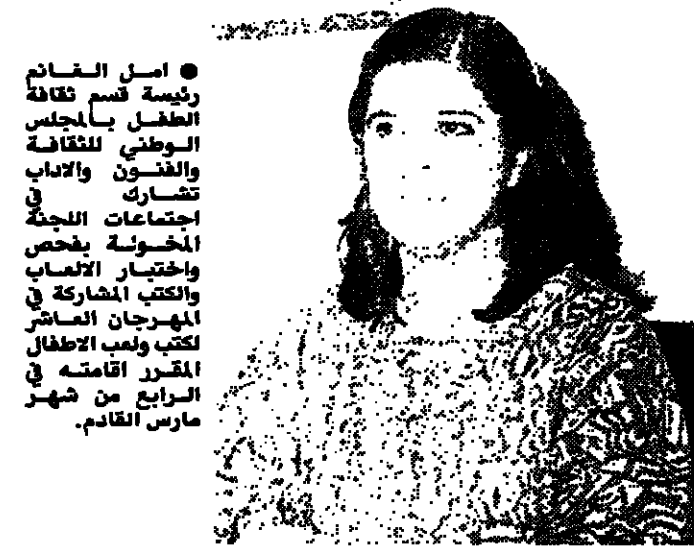 ● امل الغانم
رئيسة قسم ثقافة
الطفل بالمجلس
الوطني للثقافة
والفنون والاداب
تشارك في
اجتماعات اللجنة
المخولة بفحص
واختيار الالعاب
والكتب المشاركة في
المهرجان العاشر
لكتب ولعب الاطفال
المقرر اقامته في
الرابع من شهر
مارس القادم.